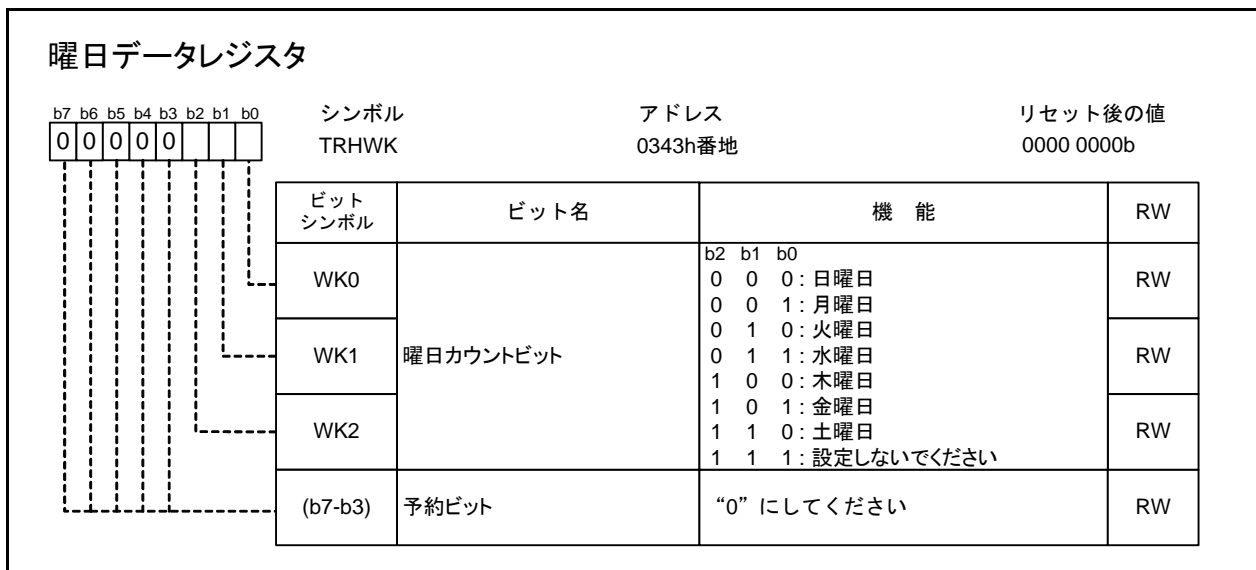 曜日データレジスタ
b7 b6 b5 b4 b3 b2 b1 b0
0 0 0 0 0
シンボル アドレス リセット後の値
TRHWK 0343h番地 0000 0000b
ビット
シンボル
ビット名 機 能 RW
WK0
WK1
WK2
曜日カウントビット
b2 b1 b0
0 0 0 : 日曜日
0 0 1 : 月曜日
0 1 0 : 火曜日
0 1 1 : 水曜日
1 0 0 : 木曜日
1 0 1 : 金曜日
1 1 0 : 土曜日
1 1 1 : 設定しないでください
RW
RW
RW
(b7-b3) 予約ビット “0” にしてください RW